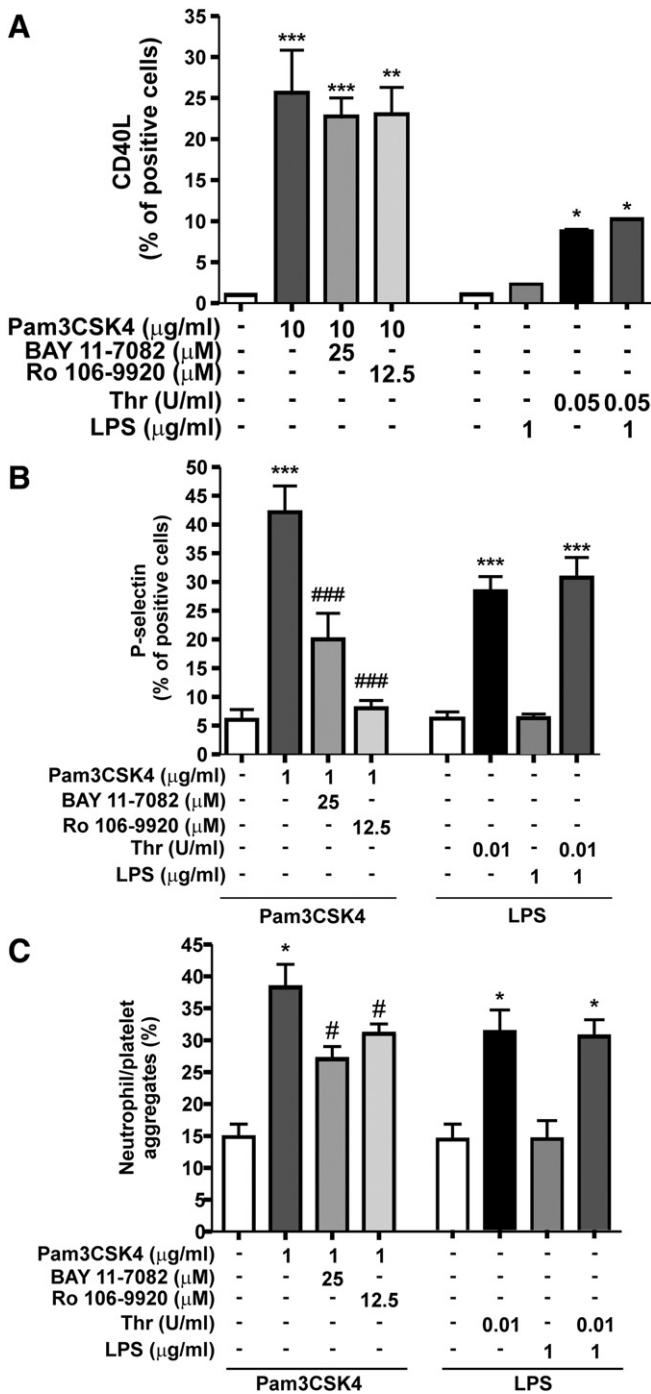 A
CD40L
(% of positive cells)
35
30
25
20
15
10
5
0
*** *** ** * *
Pam3CSK4 (μg/ml) - 10 10 10 - - - -
BAY 11-7082 (μM) - - 25 - - - - -
Ro 106-9920 (μM) - - - 12.5 - - - -
Thr (U/ml) - - - - - - 0.05 0.05
LPS (μg/ml) - - - - - 1 - 1
B
P-selectin
(% of positive cells)
50
45
40
35
30
25
20
15
10
5
0
*** ### ### *** ***
Pam3CSK4 (μg/ml) - 1 1 1 - - - -
BAY 11-7082 (μM) - - 25 - - - - -
Ro 106-9920 (μM) - - - 12.5 - - - -
Thr (U/ml) - - - - - 0.01 - 0.01
LPS (μg/ml) - - - - - - 1 1
Pam3CSK4 LPS
C
Neutrophil/platelet
aggregates (%)
45
40
35
30
25
20
15
10
5
0
* # # * *
Pam3CSK4 (μg/ml) - 1 1 1 - - - -
BAY 11-7082 (μM) - - 25 - - - - -
Ro 106-9920 (μM) - - - 12.5 - - - -
Thr (U/ml) - - - - - 0.01 - 0.01
LPS (μg/ml) - - - - - - 1 1
Pam3CSK4 LPS